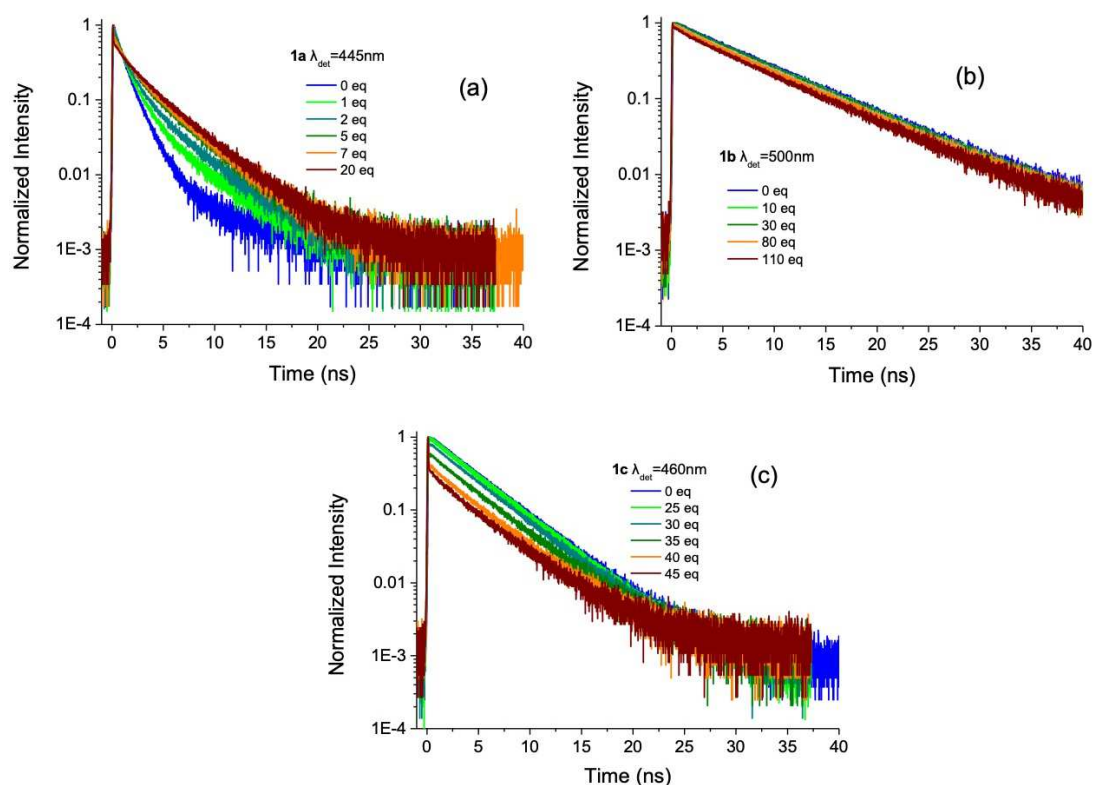 1a λdet=445nm
(a)
0 eq
1 eq
2 eq
5 eq
7 eq
20 eq
1
0.1
0.01
1E-3
1E-4
Normalized Intensity
0 5 10 15 20 25 30 35 40
Time (ns)
(b)
1b λdet=500nm
0 eq
10 eq
30 eq
80 eq
110 eq
1
0.1
0.01
1E-3
1E-4
Normalized Intensity
0 5 10 15 20 25 30 35 40
Time (ns)
1c λdet=460nm
(c)
0 eq
25 eq
30 eq
35 eq
40 eq
45 eq
1
0.1
0.01
1E-3
1E-4
Normalized Intensity
0 5 10 15 20 25 30 35 40
Time (ns)